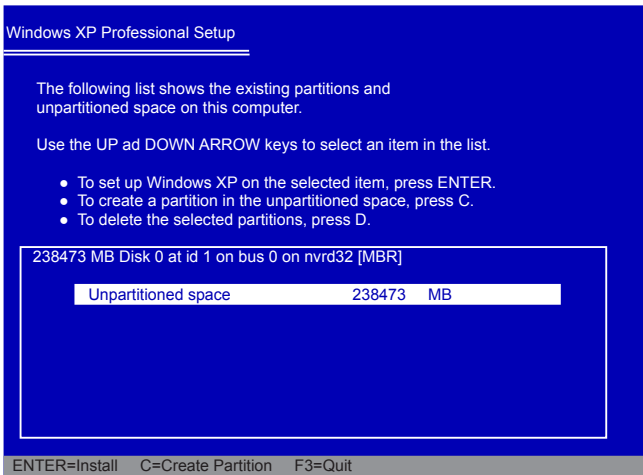 Windows XP Professional Setup
The following list shows the existing partitions and
unpartitioned space on this computer.
Use the UP ad DOWN ARROW keys to select an item in the list.
● To set up Windows XP on the selected item, press ENTER.
● To create a partition in the unpartitioned space, press C.
● To delete the selected partitions, press D.
238473 MB Disk 0 at id 1 on bus 0 on nvrd32 [MBR]
Unpartitioned space 238473 MB
ENTER=Install C=Create Partition F3=Quit